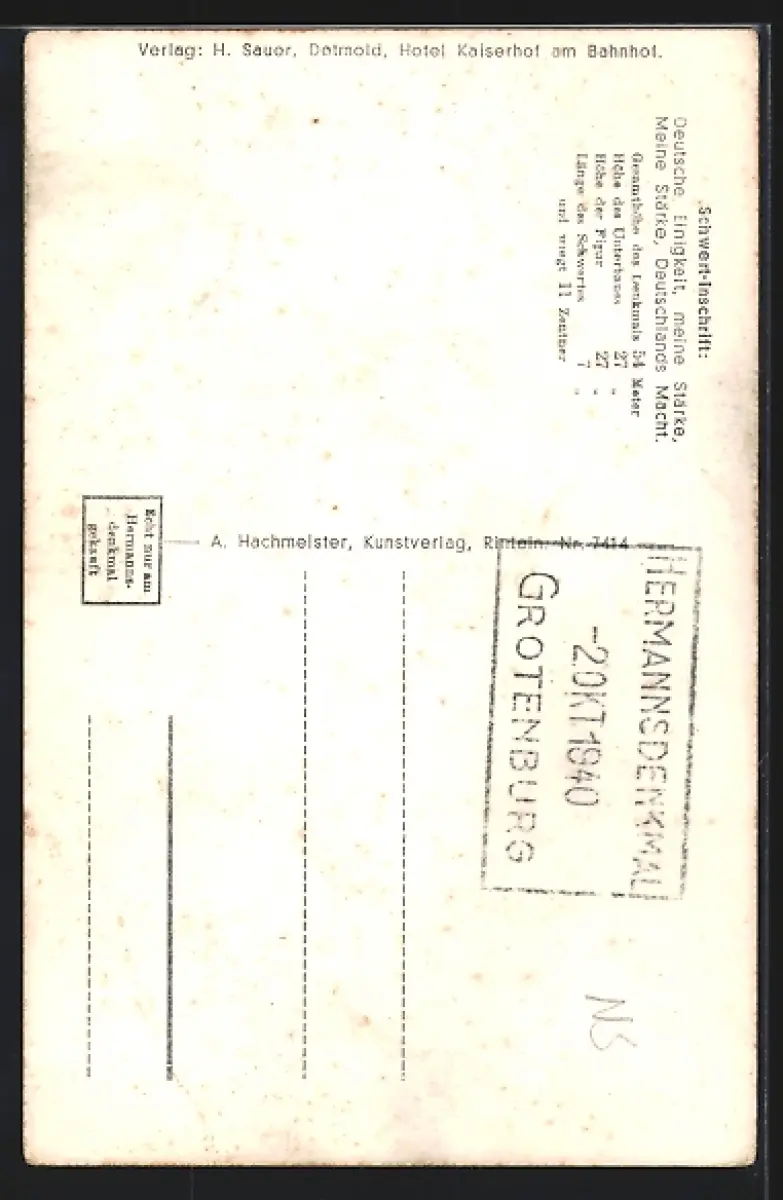 Verlag: H. Sauer, Detmold, Hotel Kaiserhof am Bahnhof.
Schwert-Inschrift:
Deutsche Einigkeit, meine Stärke,
Meine Stärke, Deutschlands Macht.
Gesamthöhe des Denkmals 54 Meter
Höhe des Unterbaues 27 "
Höhe der Figur 27 "
Länge des Schwertes 7 "
und wiegt 11 Zentner
A. Hachmeister, Kunstverlag, Rinteln. Nr. 7414
Echt nur am
Hermanns-
denkmal
gekauft
HERMANNSDENKMAL
-2.OKT.1940
GROTENBURG
NB